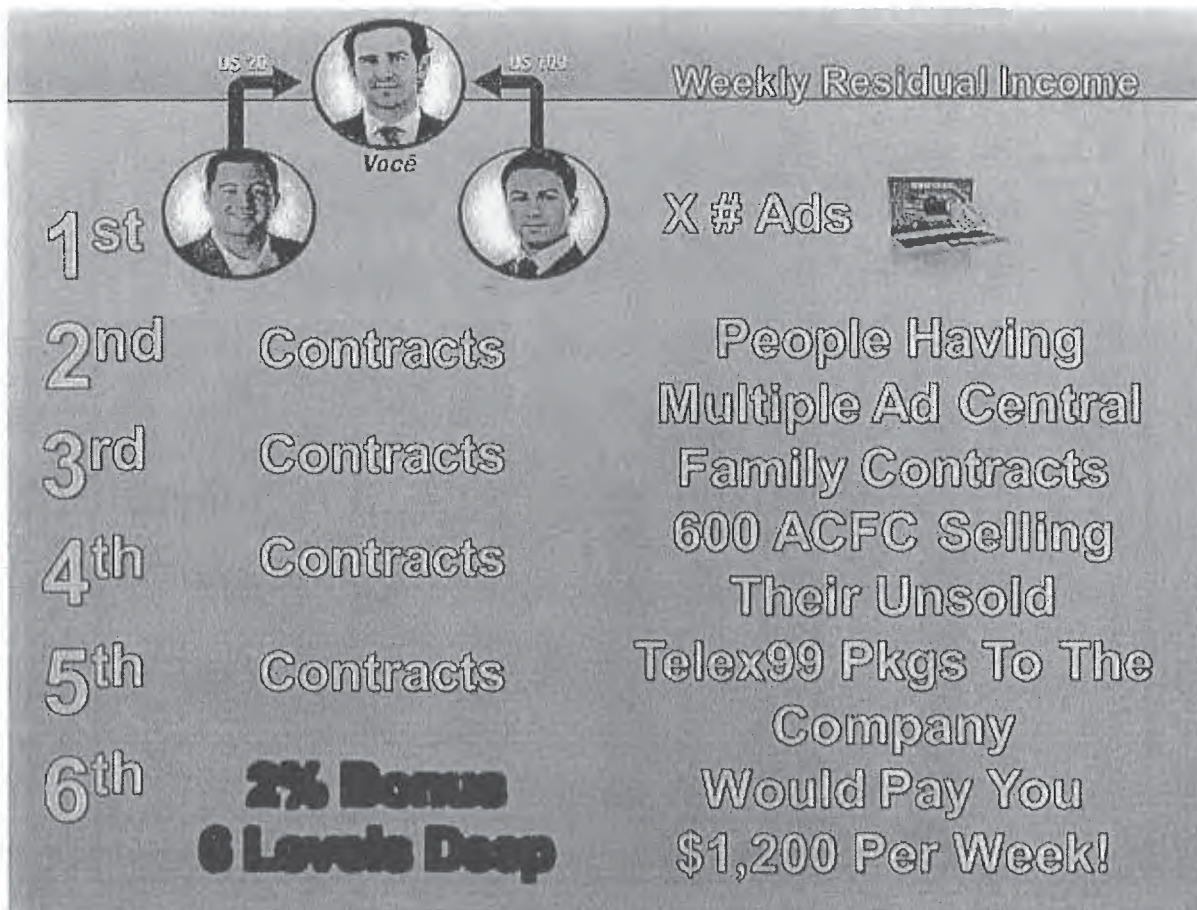 Weekly Residual Income
US 20
Você
1st
2nd Contracts
3rd Contracts
4th Contracts
5th Contracts
6th
2% Bonus
6 Levels Deep
X # Ads
People Having
Multiple Ad Central
Family Contracts
600 ACFC Selling
Their Unsold
Telex99 Pkgs To The
Company
Would Pay You
$1,200 Per Week!